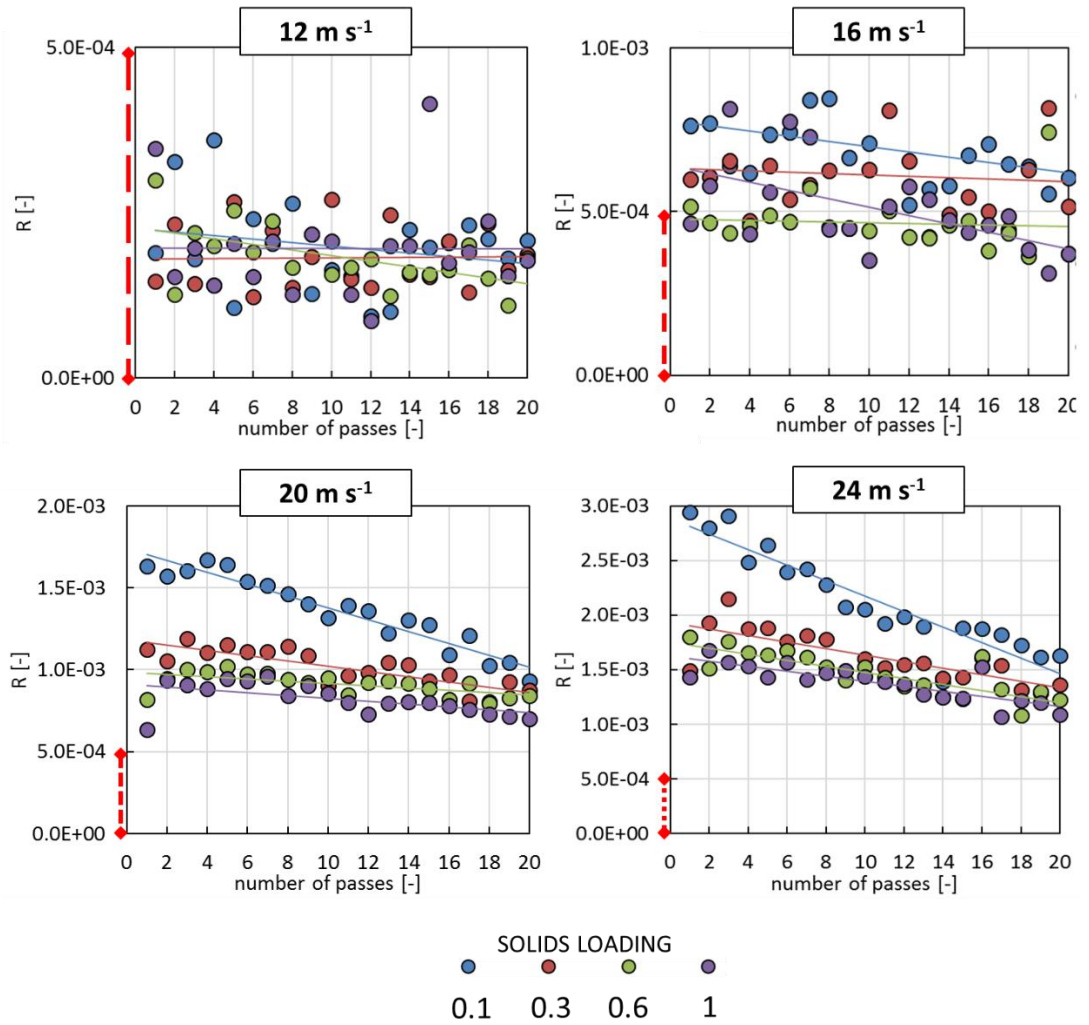 12 m s⁻¹
5.0E-04
0.0E+00
R [-]
0 2 4 6 8 10 12 14 16 18 20
number of passes [-]
16 m s⁻¹
1.0E-03
5.0E-04
0.0E+00
R [-]
0 2 4 6 8 10 12 14 16 18 20
number of passes [-]
20 m s⁻¹
2.0E-03
1.5E-03
1.0E-03
5.0E-04
0.0E+00
R [-]
0 2 4 6 8 10 12 14 16 18 20
number of passes [-]
24 m s⁻¹
3.0E-03
2.5E-03
2.0E-03
1.5E-03
1.0E-03
5.0E-04
0.0E+00
R [-]
0 2 4 6 8 10 12 14 16 18 20
number of passes [-]
SOLIDS LOADING
0.1 0.3 0.6 1